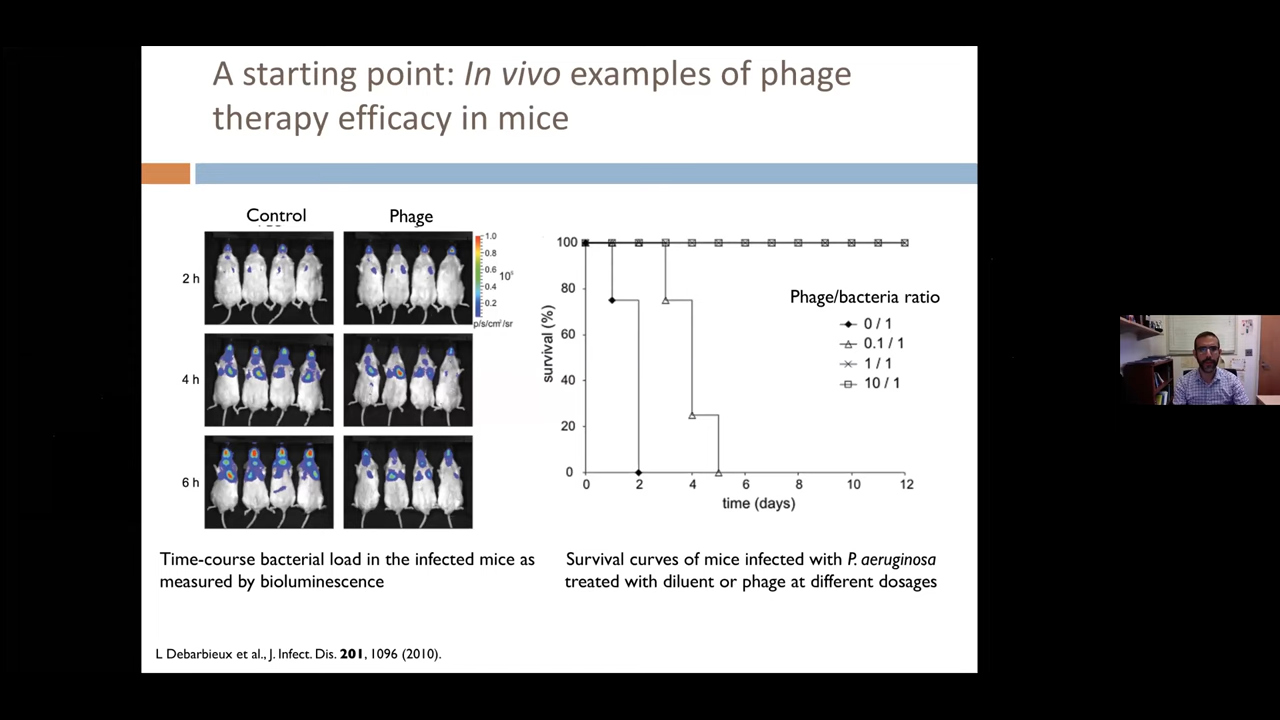 A starting point: In vivo examples of phage
therapy efficacy in mice
Control
Phage
2 h
4 h
6 h
1.0
0.8
0.6
0.4
0.2
10⁶
p/s/cm²/sr
100
80
60
40
20
0
survival (%)
0 2 4 6 8 10 12
time (days)
Phage/bacteria ratio
0 / 1
0.1 / 1
1 / 1
10 / 1
Time-course bacterial load in the infected mice as
measured by bioluminescence
Survival curves of mice infected with P. aeruginosa
treated with diluent or phage at different dosages
L Debarbieux et al., J. Infect. Dis. 201, 1096 (2010).